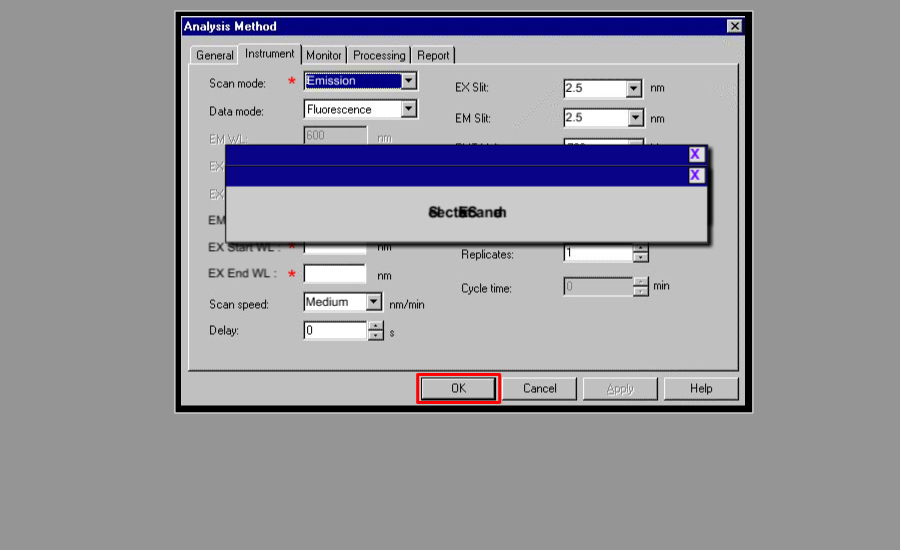 Analysis Method
General Instrument Monitor Processing Report
Scan mode: * Emission
EX Slit: 2.5 nm
Data mode: Fluorescence
EM Slit: 2.5 nm
EM WL: 600 nm
X
EX
X
EX
EM
EX Start WL : * nm
Replicates: 1
EX End WL : * nm
Cycle time: 0 min
Scan speed: Medium nm/min
Delay: 0 s
OK Cancel Apply Help